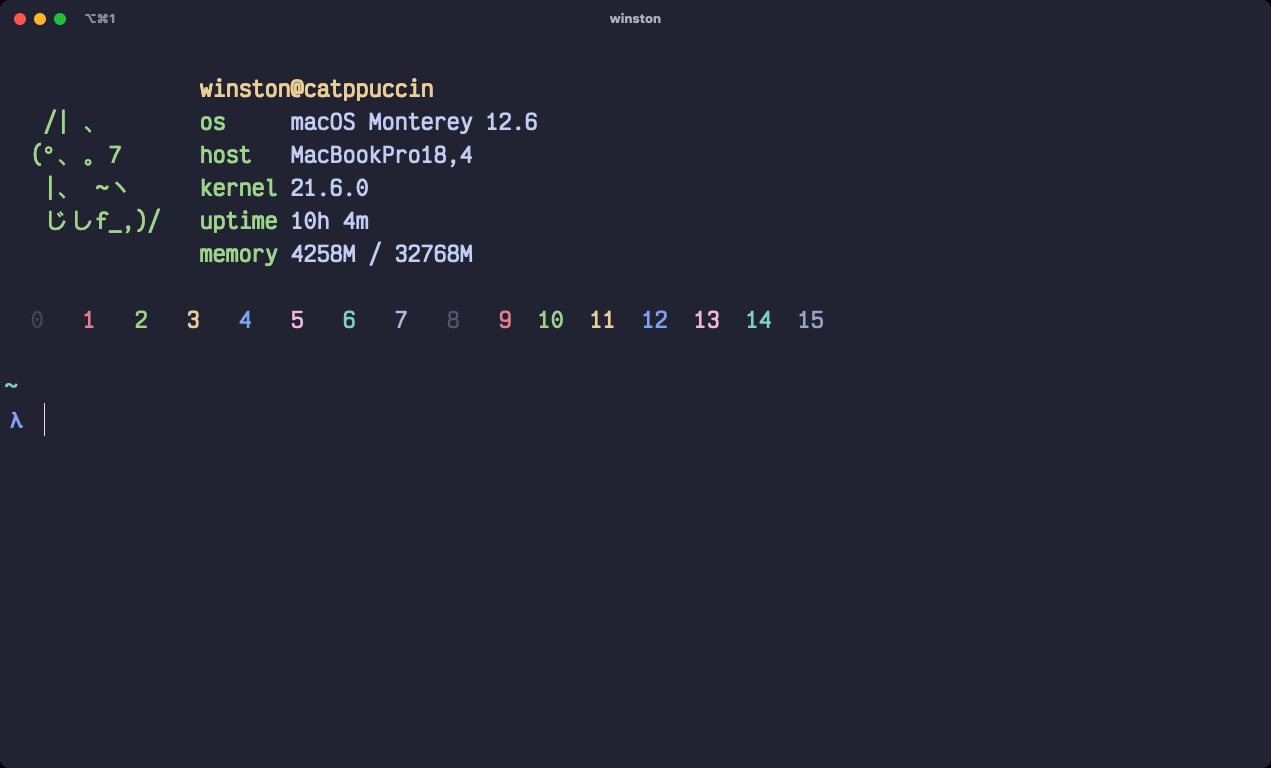 ⌥⌘1 winston
winston@catppuccin
/| 、 os macOS Monterey 12.6
(°、。7 host MacBookPro18,4
|、 ~ヽ kernel 21.6.0
じしf_,)/ uptime 10h 4m
memory 4258M / 32768M
0 1 2 3 4 5 6 7 8 9 10 11 12 13 14 15
~
λ